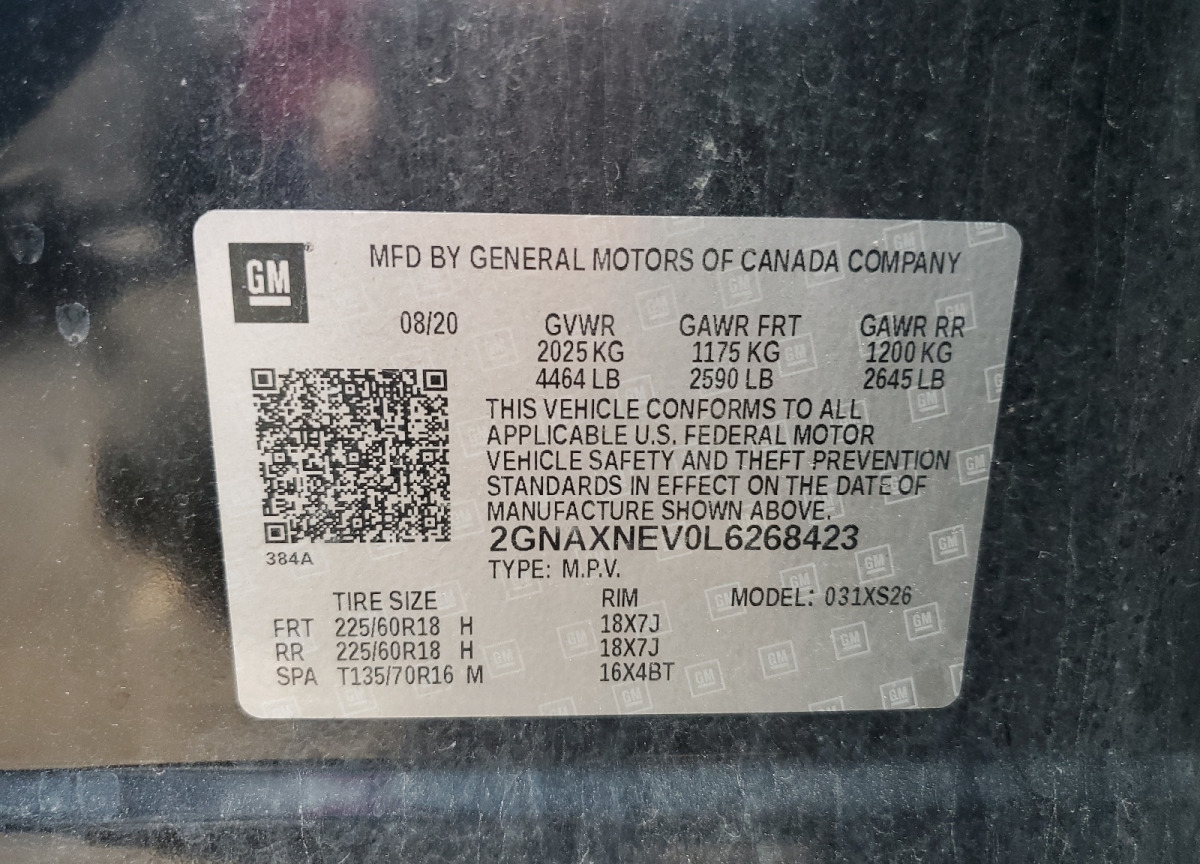 GM
MFD BY GENERAL MOTORS OF CANADA COMPANY
08/20 GVWR GAWR FRT GAWR RR
2025 KG 1175 KG 1200 KG
4464 LB 2590 LB 2645 LB
THIS VEHICLE CONFORMS TO ALL
APPLICABLE U.S. FEDERAL MOTOR
VEHICLE SAFETY AND THEFT PREVENTION
STANDARDS IN EFFECT ON THE DATE OF
MANUFACTURE SHOWN ABOVE.
2GNAXNEV0L6268423
384A
TYPE: M.P.V.
TIRE SIZE RIM MODEL: 031XS26
FRT 225/60R18 H 18X7J
RR 225/60R18 H 18X7J
SPA T135/70R16 M 16X4BT